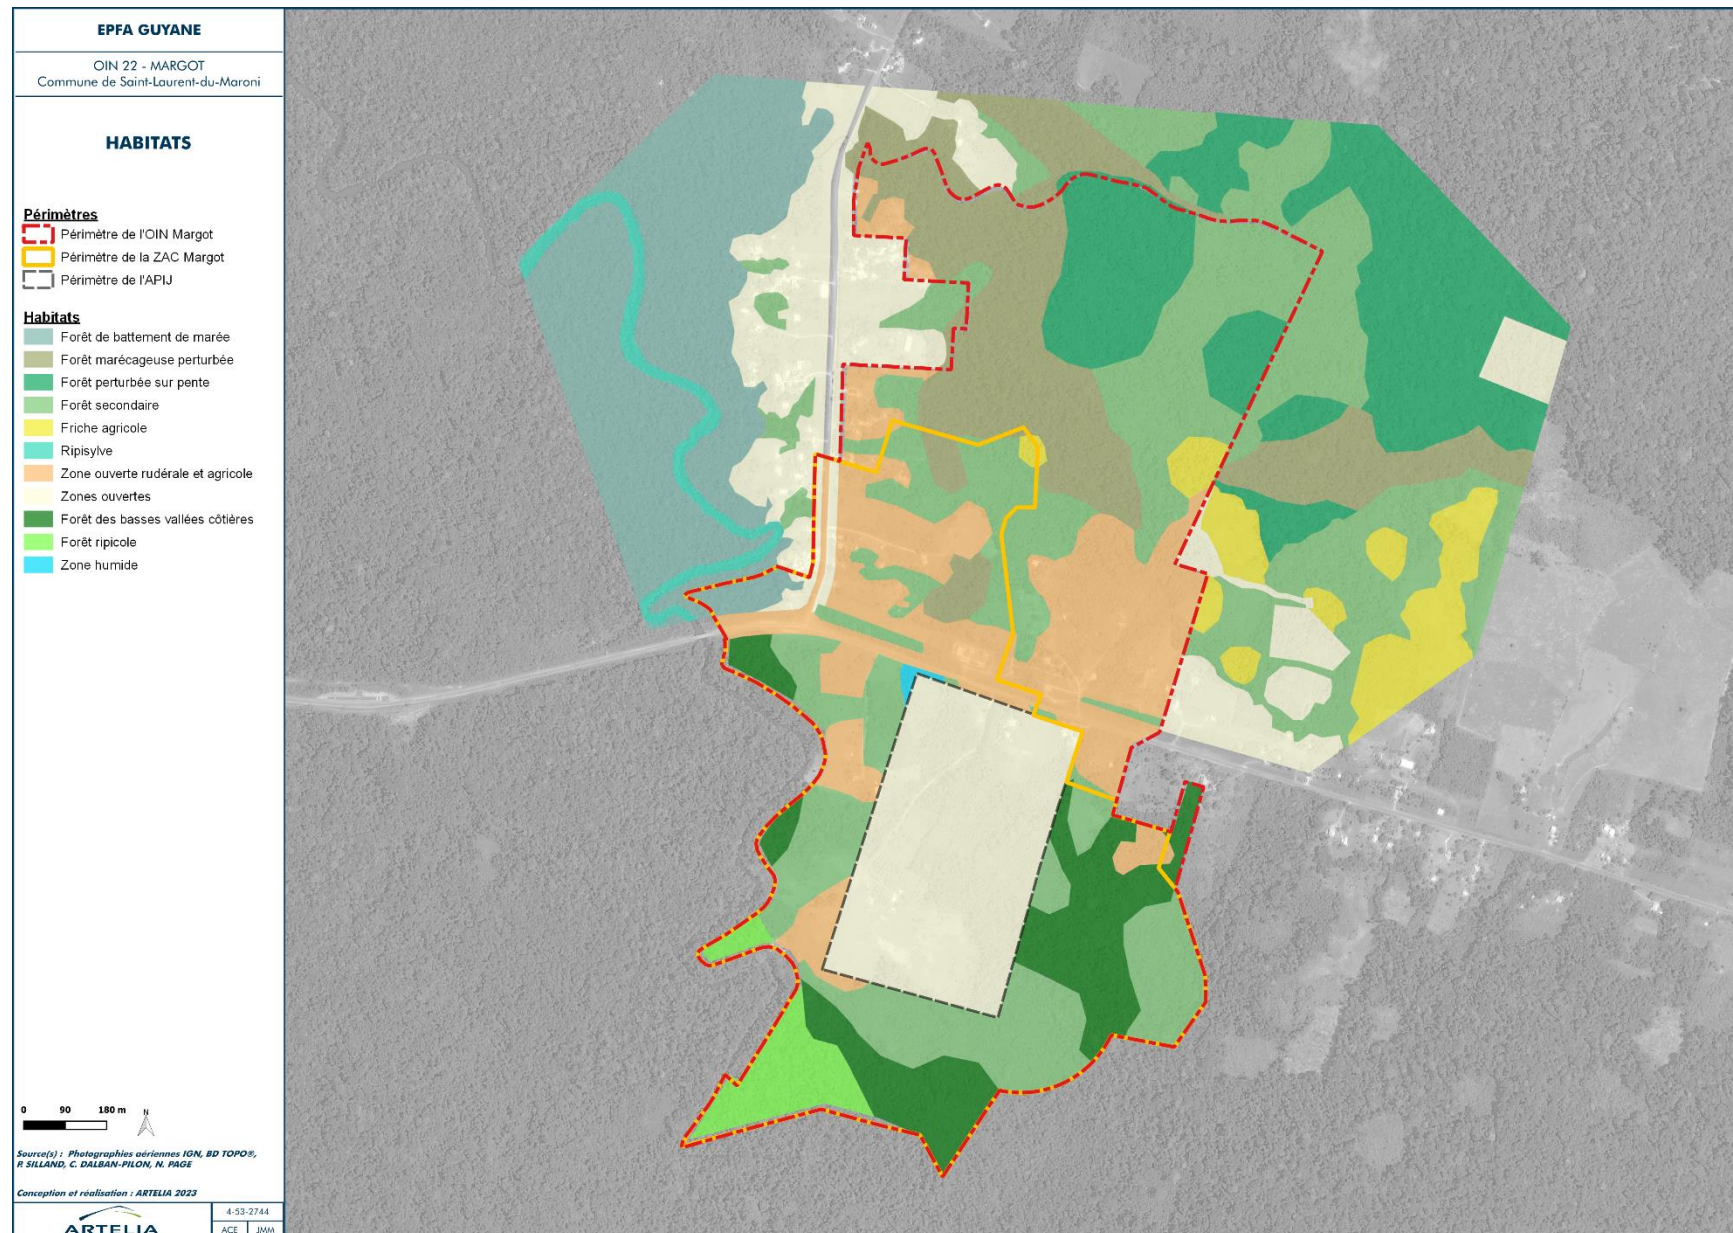 EPFA GUYANE
OIN 22 - MARGOT
Commune de Saint-Laurent-du-Maroni
HABITATS
Périmètres
Périmètre de l'OIN Margot
Périmètre de la ZAC Margot
Périmètre de l'APIJ
Habitats
Forêt de battement de marée
Forêt marécageuse perturbée
Forêt perturbée sur pente
Forêt secondaire
Friche agricole
Ripisylve
Zone ouverte rudérale et agricole
Zones ouvertes
Forêt des basses vallées côtières
Forêt ripicole
Zone humide
0 90 180 m
N
Source(s) : Photographies aériennes IGN, BD TOPO®,
P. SILLAND, C. DALBAN-PILON, N. PAGE
Conception et réalisation : ARTELIA 2023
ARTELIA
4-53-2744
ACE JMM